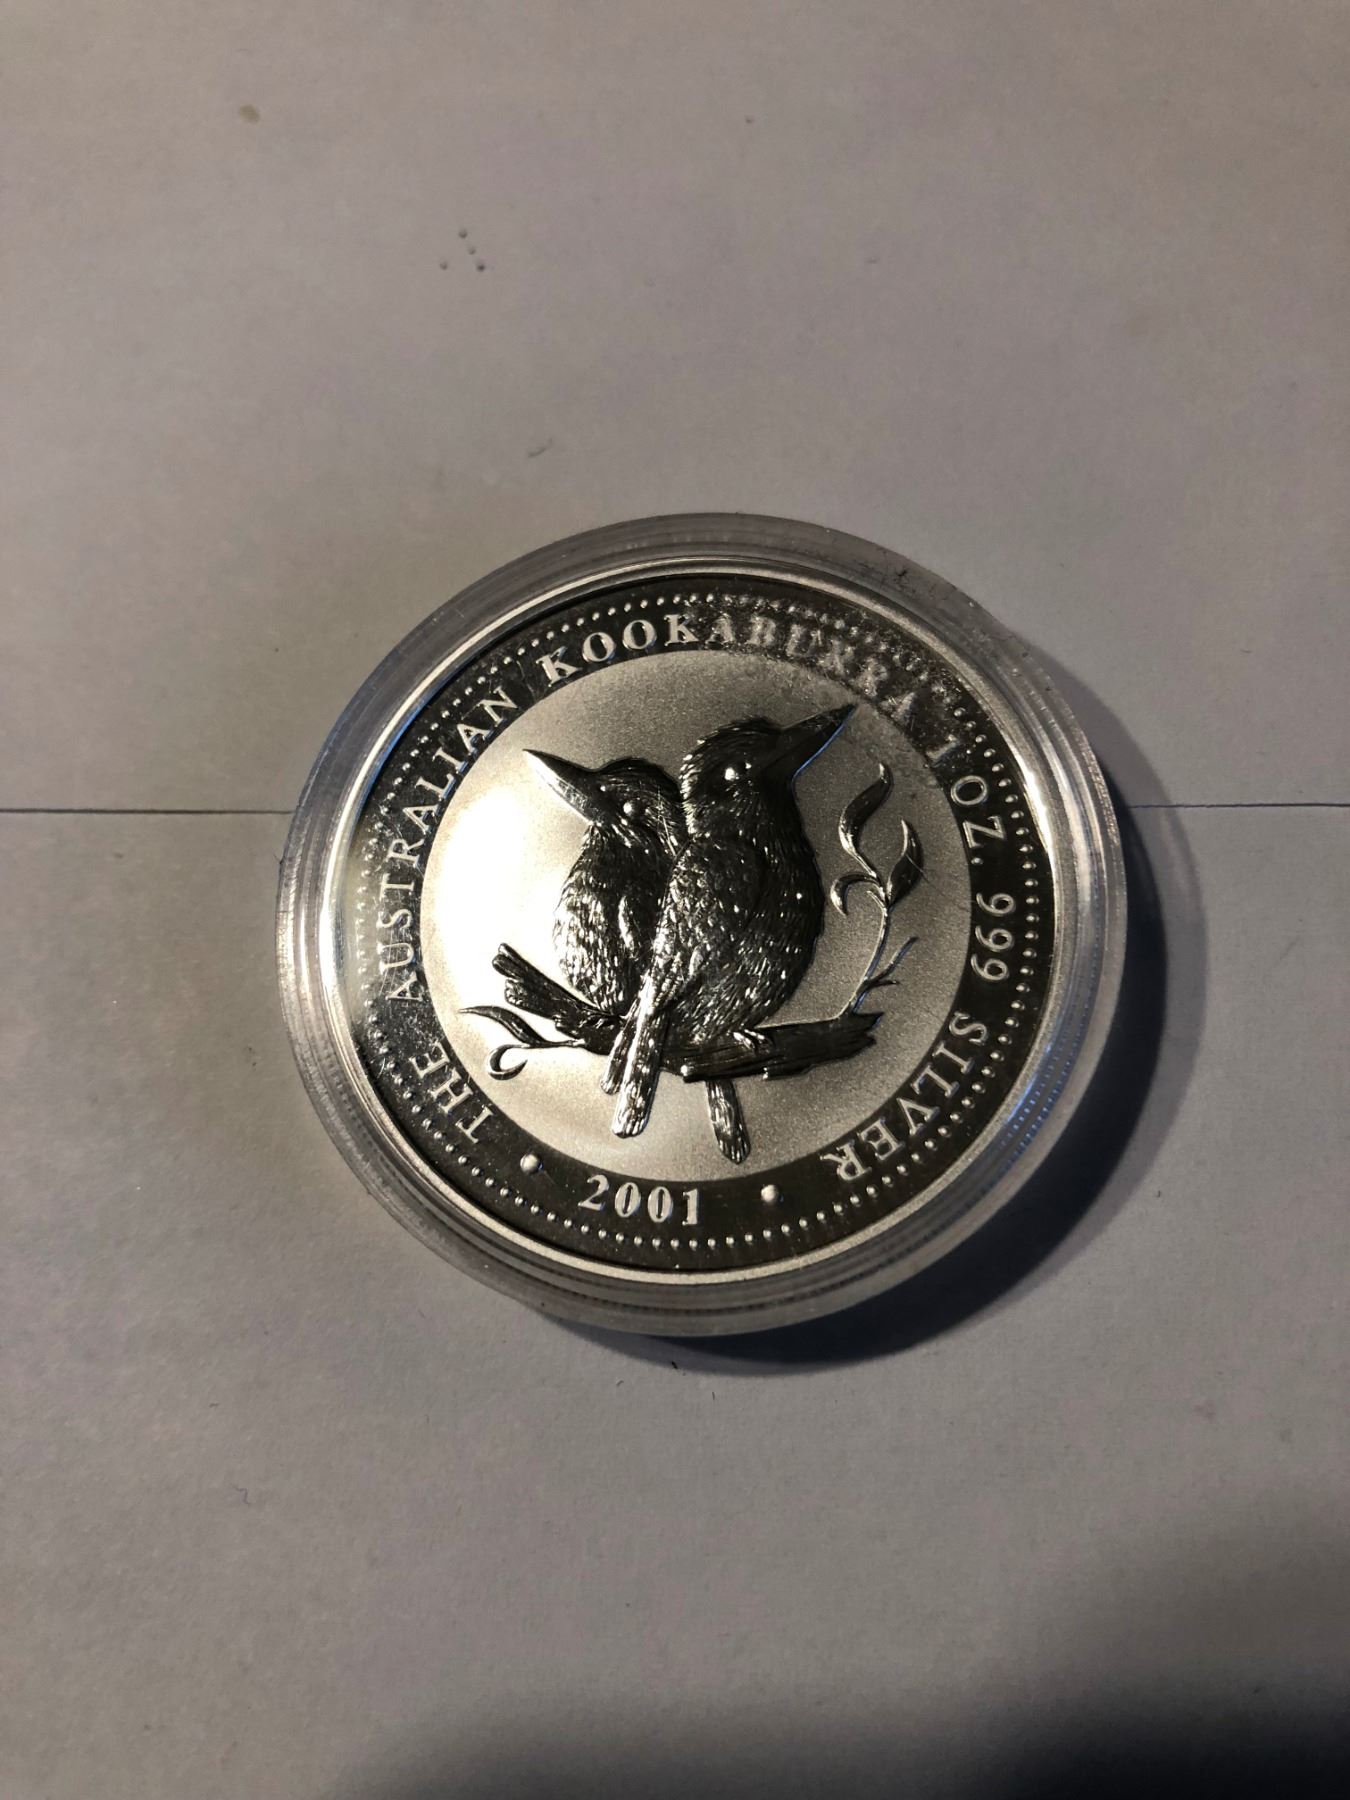 THE AUSTRALIAN KOOKABURRA 1 OZ. 999 SILVER
2001